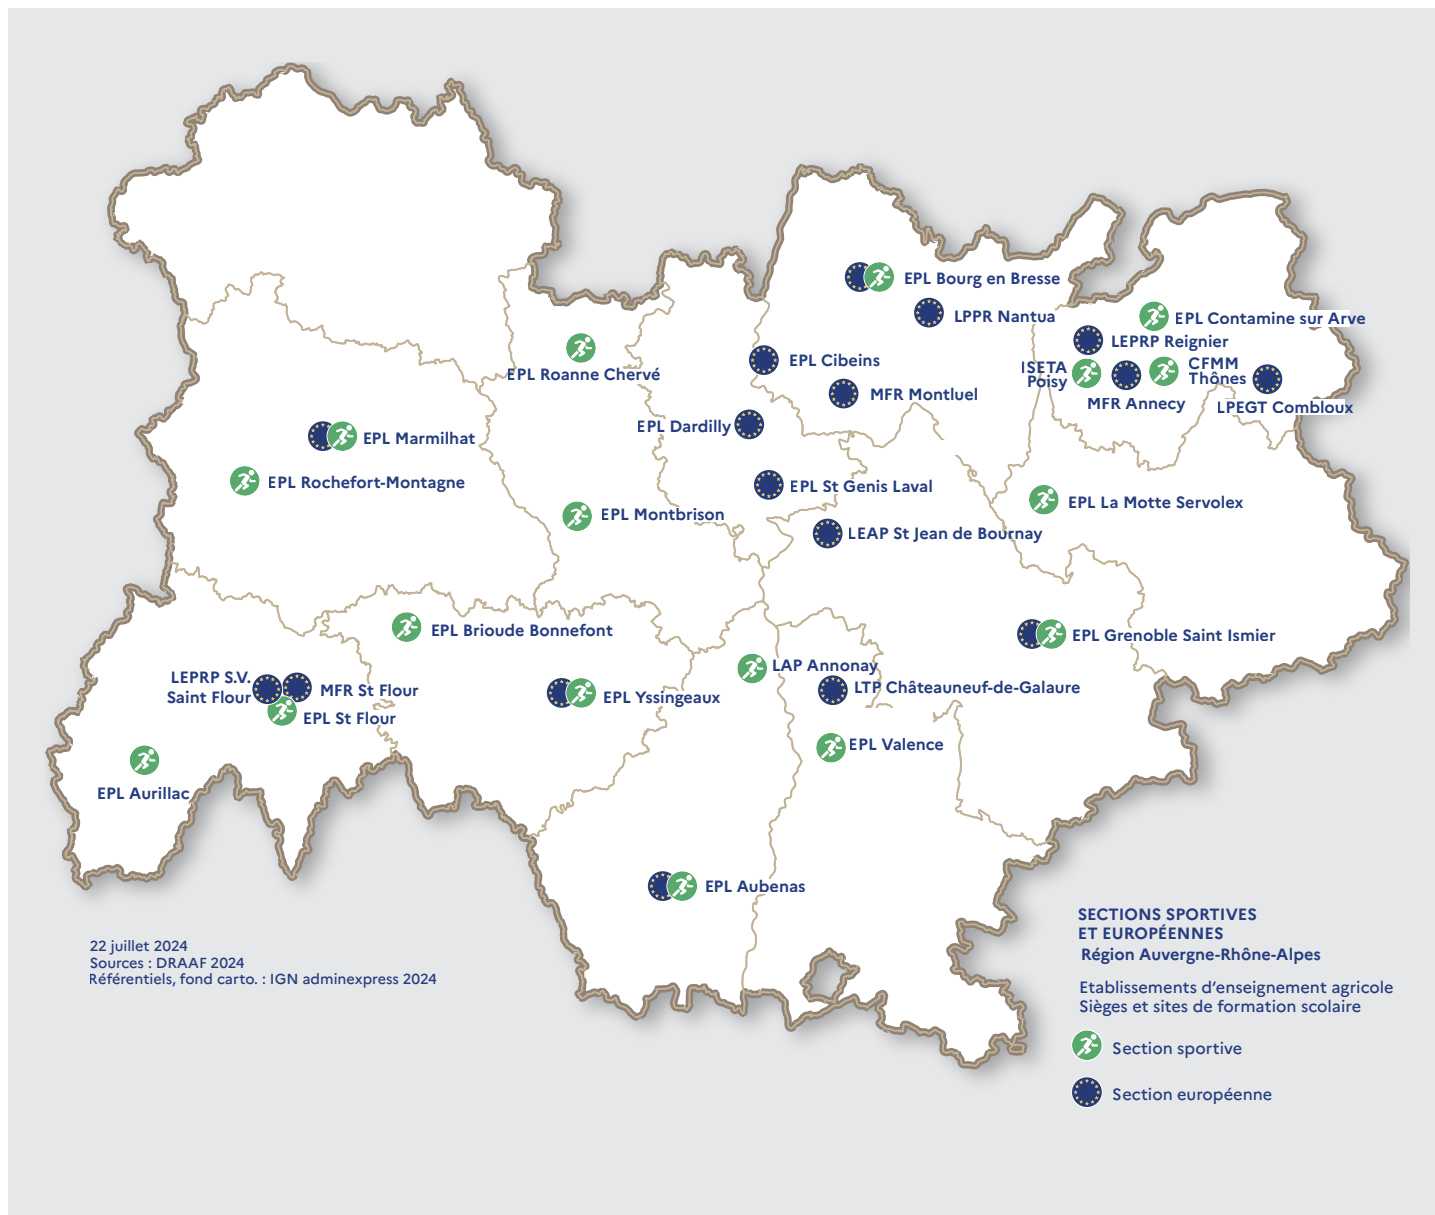 EPL Bourg en Bresse
LPPR Nantua
EPL Contamine sur Arve
LEPRP Reignier
EPL Roanne Chervé
EPL Cibeins
ISETA
Poisy
CFMM
Thônes
MFR Montluel
MFR Annecy
LPEGT Combloux
EPL Dardilly
EPL Marmilhat
EPL Rochefort-Montagne
EPL St Genis Laval
EPL La Motte Servolex
EPL Montbrison
LEAP St Jean de Bournay
EPL Brioude Bonnefont
EPL Grenoble Saint Ismier
LEPRP S.V.
Saint Flour
MFR St Flour
EPL St Flour
LAP Annonay
LTP Châteauneuf-de-Galaure
EPL Yssingeaux
EPL Valence
EPL Aurillac
EPL Aubenas
22 juillet 2024
Sources : DRAAF 2024
Référentiels, fond carto. : IGN adminexpress 2024
SECTIONS SPORTIVES
ET EUROPÉENNES
Région Auvergne-Rhône-Alpes
Etablissements d'enseignement agricole
Sièges et sites de formation scolaire
Section sportive
Section européenne